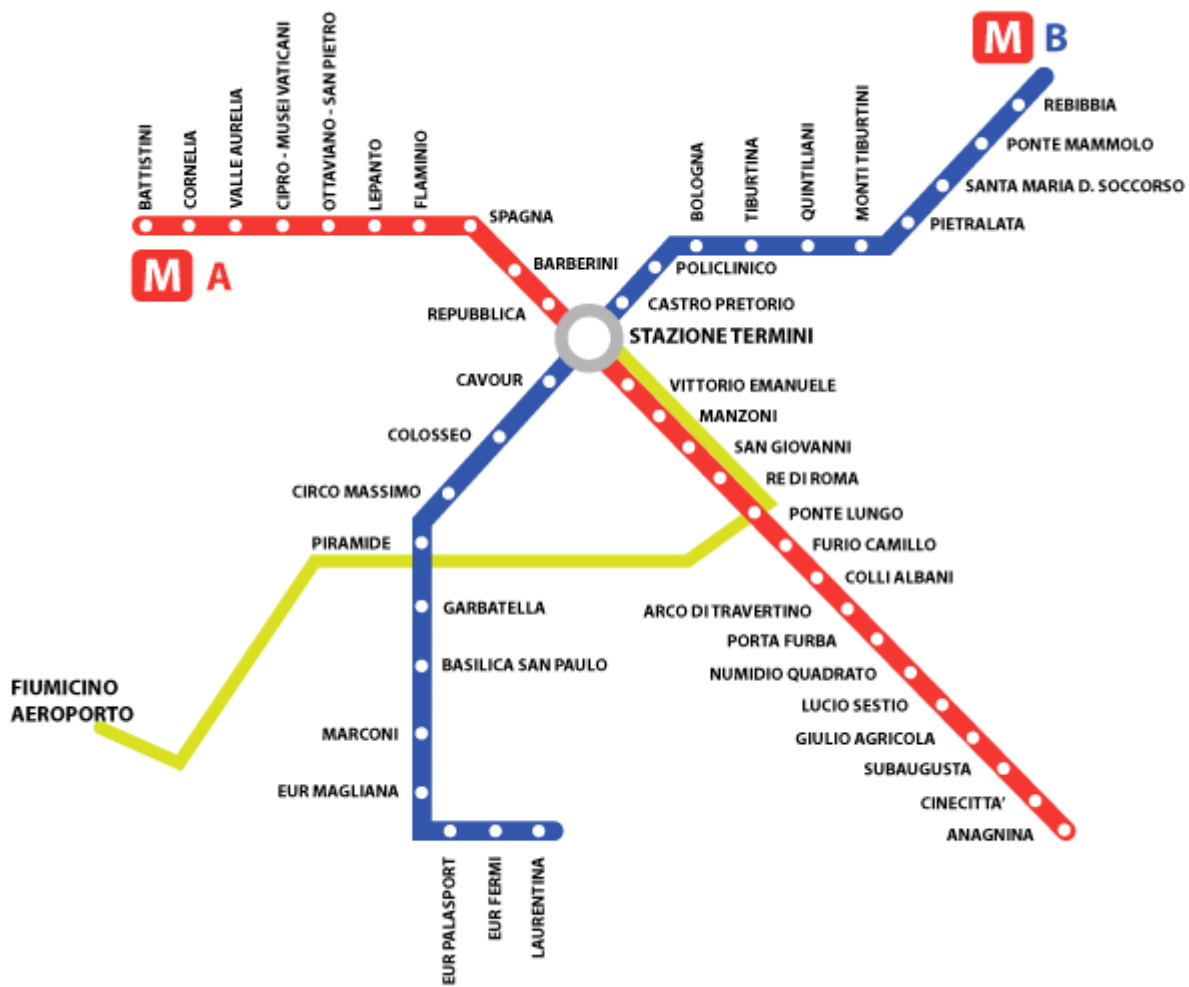 M B
REBIBBIA
PONTE MAMMOLO
SANTA MARIA D. SOCCORSO
PIETRALATA
MONTI TIBURTINI
QUINTILIANI
TIBURTINA
BOLOGNA
POLICLINICO
CASTRO PRETORIO
STAZIONE TERMINI
BATTISTINI
CORNELIA
VALLE AURELIA
CIPRO - MUSEI VATICANI
OTTAVIANO - SAN PIETRO
LEPANTO
FLAMINIO
SPAGNA
BARBERINI
REPUBBLICA
M A
CAVOUR
COLOSSEO
CIRCO MASSIMO
PIRAMIDE
GARBATELLA
BASILICA SAN PAULO
MARCONI
EUR MAGLIANA
EUR PALASPORT
EUR FERMI
LAURENTINA
FIUMICINO
AEROPORTO
VITTORIO EMANUELE
MANZONI
SAN GIOVANNI
RE DI ROMA
PONTE LUNGO
FURIO CAMILLO
COLLI ALBANI
ARCO DI TRAVERTINO
PORTA FURBA
NUMIDIO QUADRATO
LUCIO SESTIO
GIULIO AGRICOLA
SUBAUGUSTA
CINECITTA'
ANAGNINA